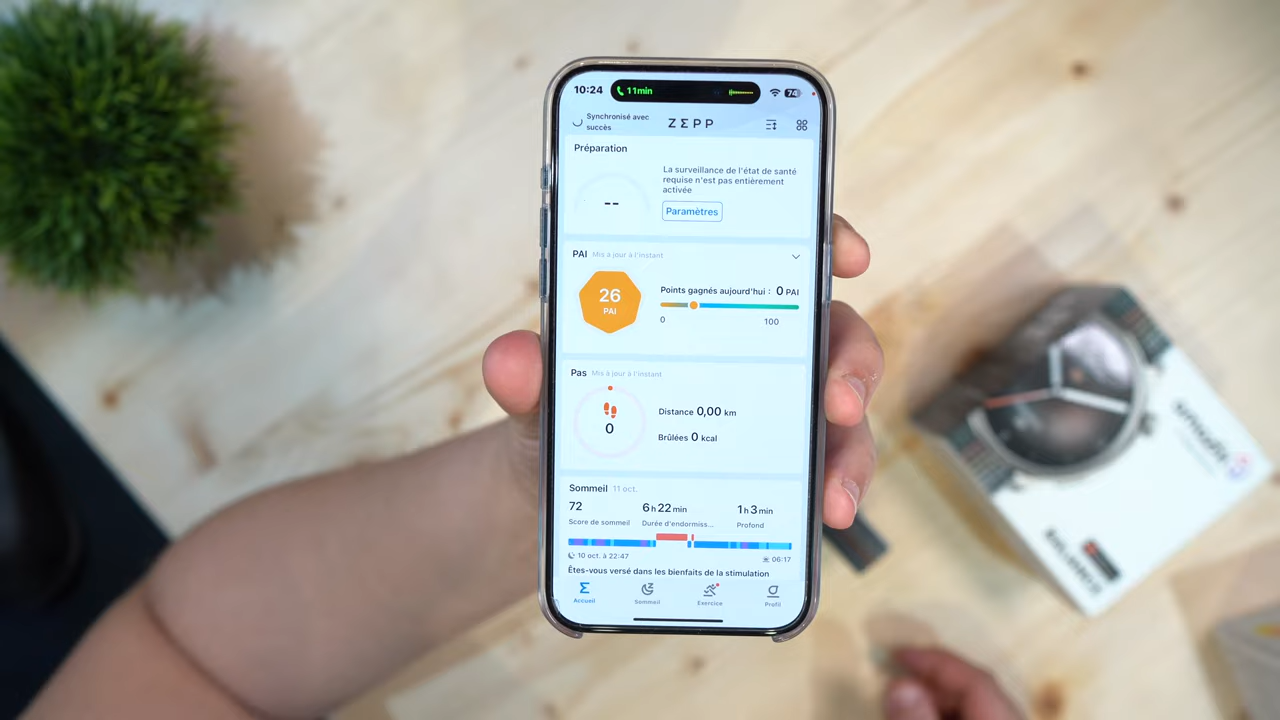 10:24
11min
74
Synchronisé avec
succès
ZΣPP
Préparation
La surveillance de l'état de santé
requise n'est pas entièrement
activée
--
Paramètres
PAI Mis à jour à l'instant
26
PAI
Points gagnés aujourd'hui : 0 PAI
0 100
Pas Mis à jour à l'instant
0
Distance 0,00 km
Brûlées 0 kcal
Sommeil 11 oct.
72 6 h 22 min 1 h 3 min
Score de sommeil Durée d'endormiss... Profond
10 oct. à 22:47 06:17
Êtes-vous versé dans les bienfaits de la stimulation
Accueil Sommeil Exercice Profil
amazfit